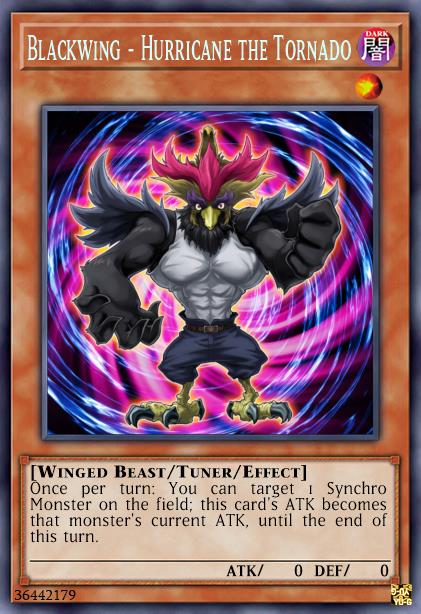 BLACKWING - HURRICANE THE TORNADO
DARK
闇
[WINGED BEAST/TUNER/EFFECT]
Once per turn: You can target 1 Synchro
Monster on the field; this card's ATK becomes
that monster's current ATK, until the end of
this turn.
ATK/ 0 DEF/ 0
36442179